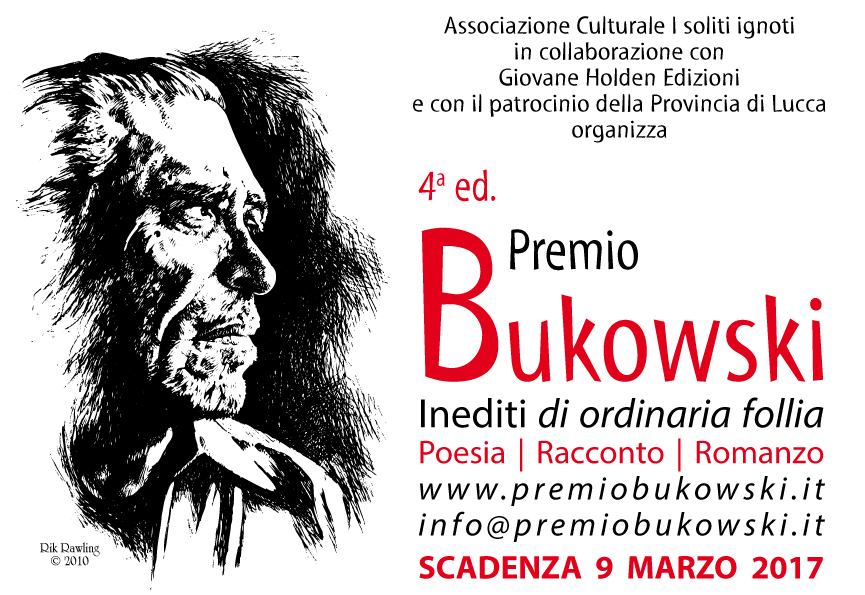 Associazione Culturale I soliti ignoti
in collaborazione con
Giovane Holden Edizioni
e con il patrocinio della Provincia di Lucca
organizza
4ª ed.
Premio
Bukowski
Inediti di ordinaria follia
Poesia | Racconto | Romanzo
www.premiobukowski.it
info@premiobukowski.it
SCADENZA 9 MARZO 2017
Rik Rawling
© 2010